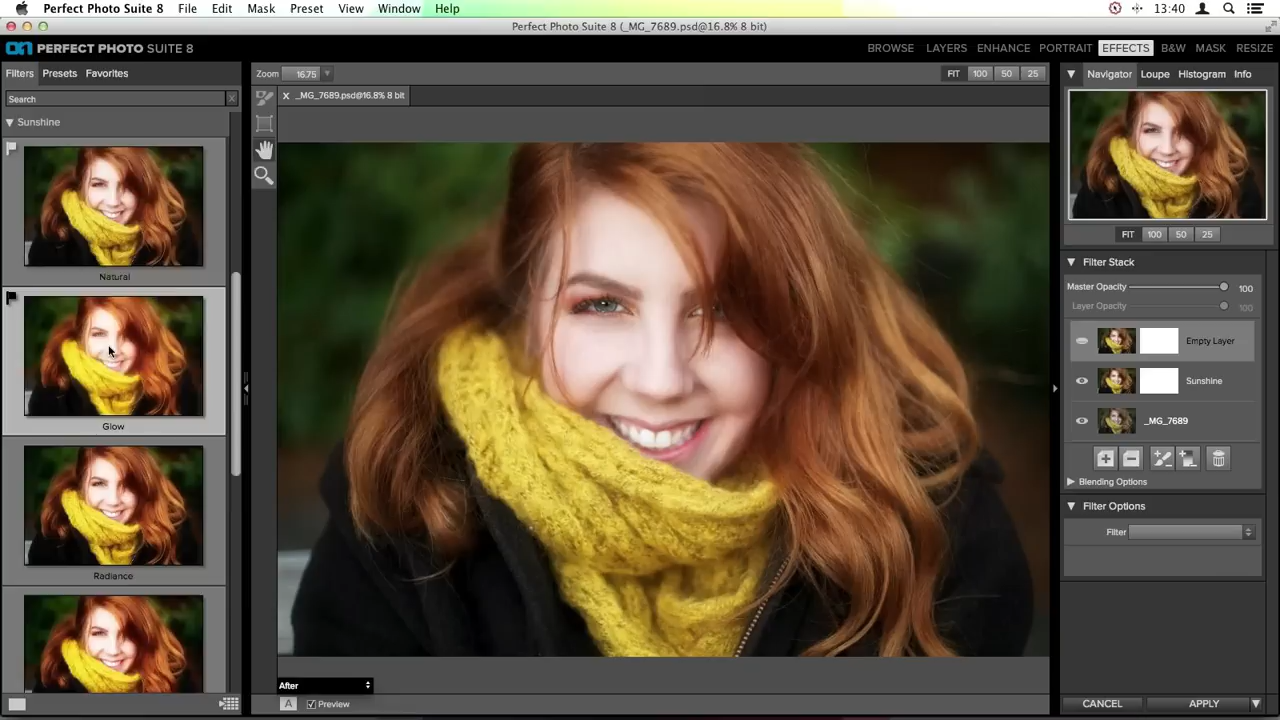 Perfect Photo Suite 8 File Edit Mask Preset View Window Help 13:40
Perfect Photo Suite 8 (_MG_7689.psd@16.8% 8 bit)
on PERFECT PHOTO SUITE 8 BROWSE LAYERS ENHANCE PORTRAIT EFFECTS B&W MASK RESIZE
Filters Presets Favorites
Zoom 16.75 FIT 100 50 25
Navigator Loupe Histogram Info
Search x
_MG_7689.psd@16.8% 8 bit
Sunshine
Natural
Glow
Radiance
FIT 100 50 25
Filter Stack
Master Opacity 100
Layer Opacity 100
Empty Layer
Sunshine
_MG_7689
Blending Options
Filter Options
Filter
After
A Preview
CANCEL APPLY